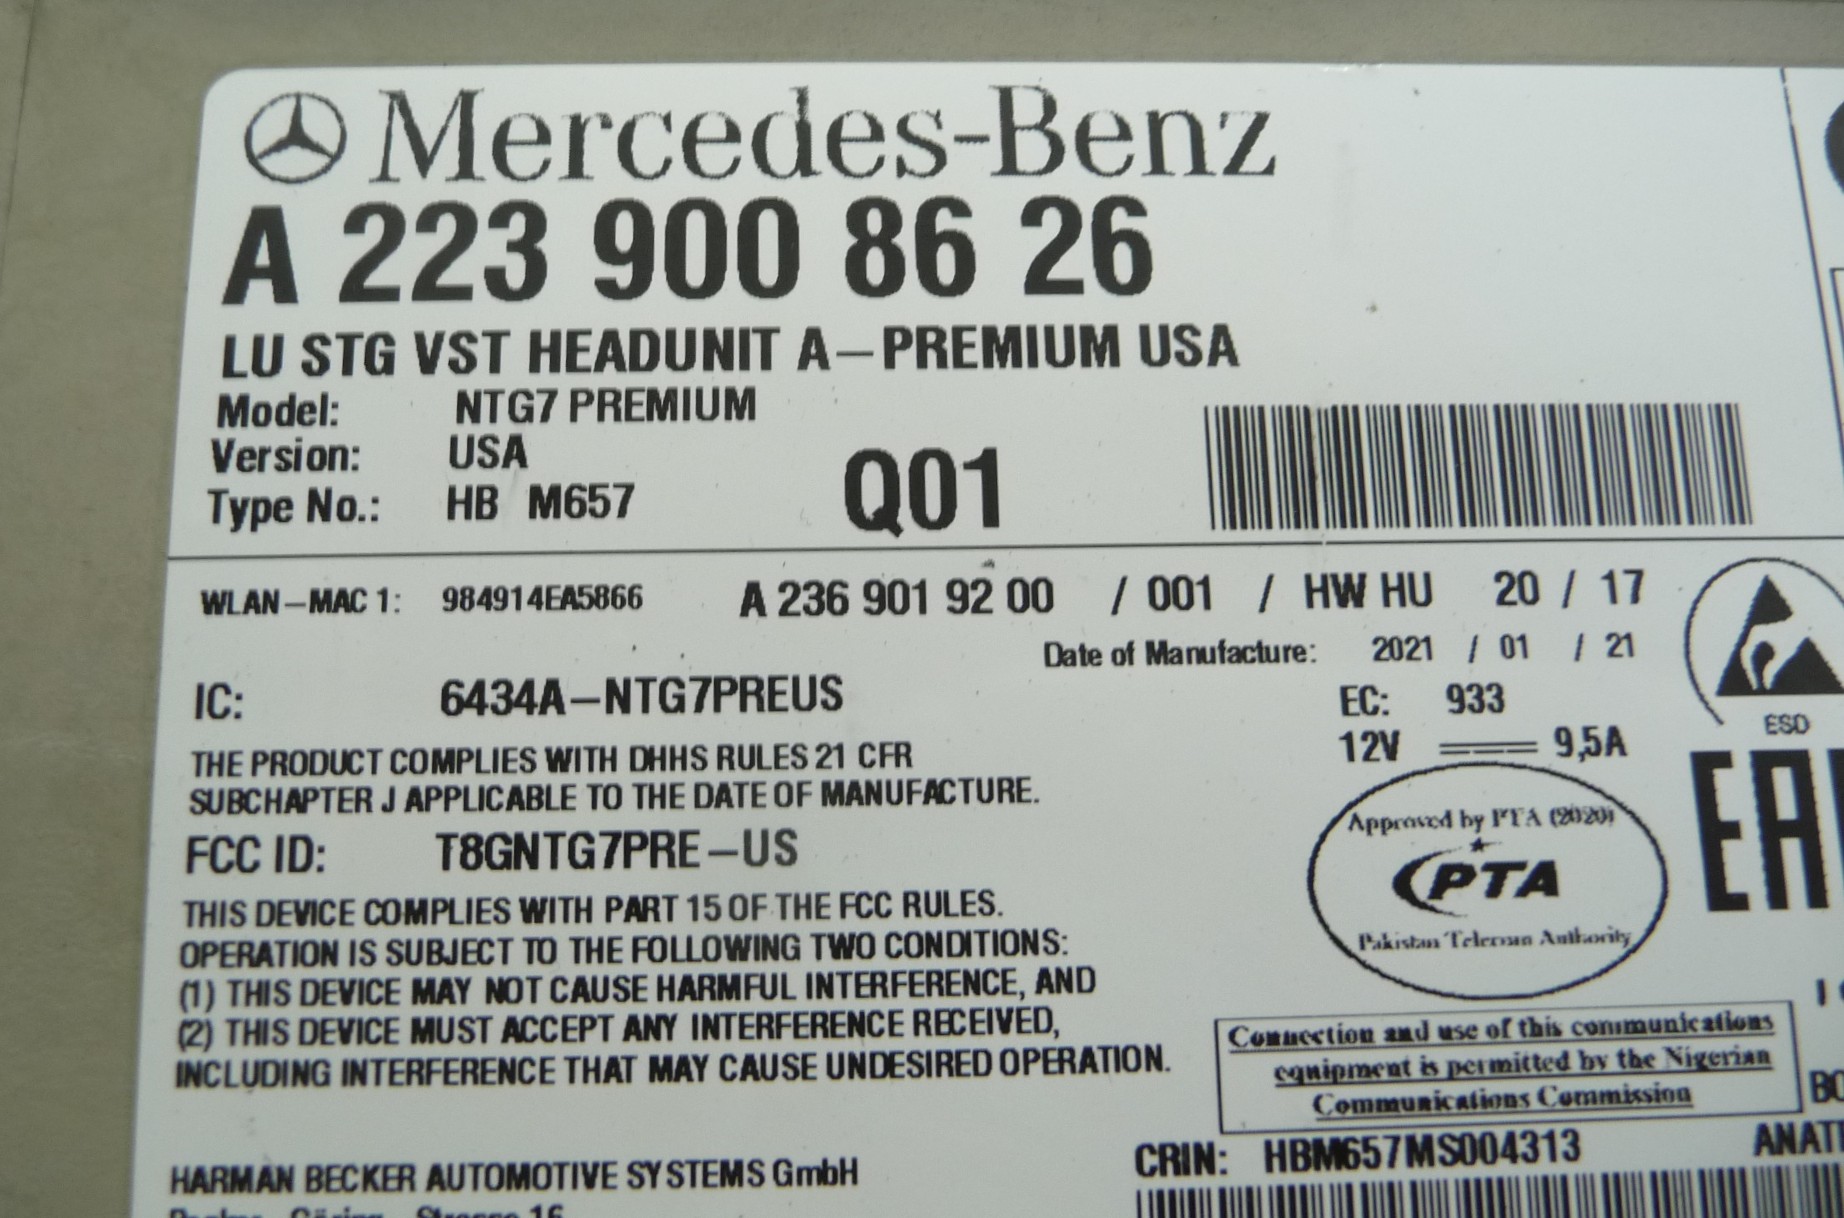 Mercedes-Benz
A 223 900 86 26
LU STG VST HEADUNIT A-PREMIUM USA
Model: NTG7 PREMIUM
Version: USA
Type No.: HB M657
Q01
WLAN-MAC 1: 984914EA5866 A 236 901 92 00 / 001 / HW HU 20 / 17
Date of Manufacture: 2021 / 01 / 21
IC: 6434A-NTG7PREUS
EC: 933
12V 9,5A
ESD
THE PRODUCT COMPLIES WITH DHHS RULES 21 CFR
SUBCHAPTER J APPLICABLE TO THE DATE OF MANUFACTURE.
FCC ID: T8GNTG7PRE-US
THIS DEVICE COMPLIES WITH PART 15 OF THE FCC RULES.
OPERATION IS SUBJECT TO THE FOLLOWING TWO CONDITIONS:
(1) THIS DEVICE MAY NOT CAUSE HARMFUL INTERFERENCE, AND
(2) THIS DEVICE MUST ACCEPT ANY INTERFERENCE RECEIVED,
INCLUDING INTERFERENCE THAT MAY CAUSE UNDESIRED OPERATION.
Approved by PTA (2020)
PTA
Pakistan Telecom Authority
EAC
Connection and use of this communications
equipment is permitted by the Nigerian
Communications Commission
CRIN: HBM657MS004313
HARMAN BECKER AUTOMOTIVE SYSTEMS GmbH
Becker-Göring-Strasse 16